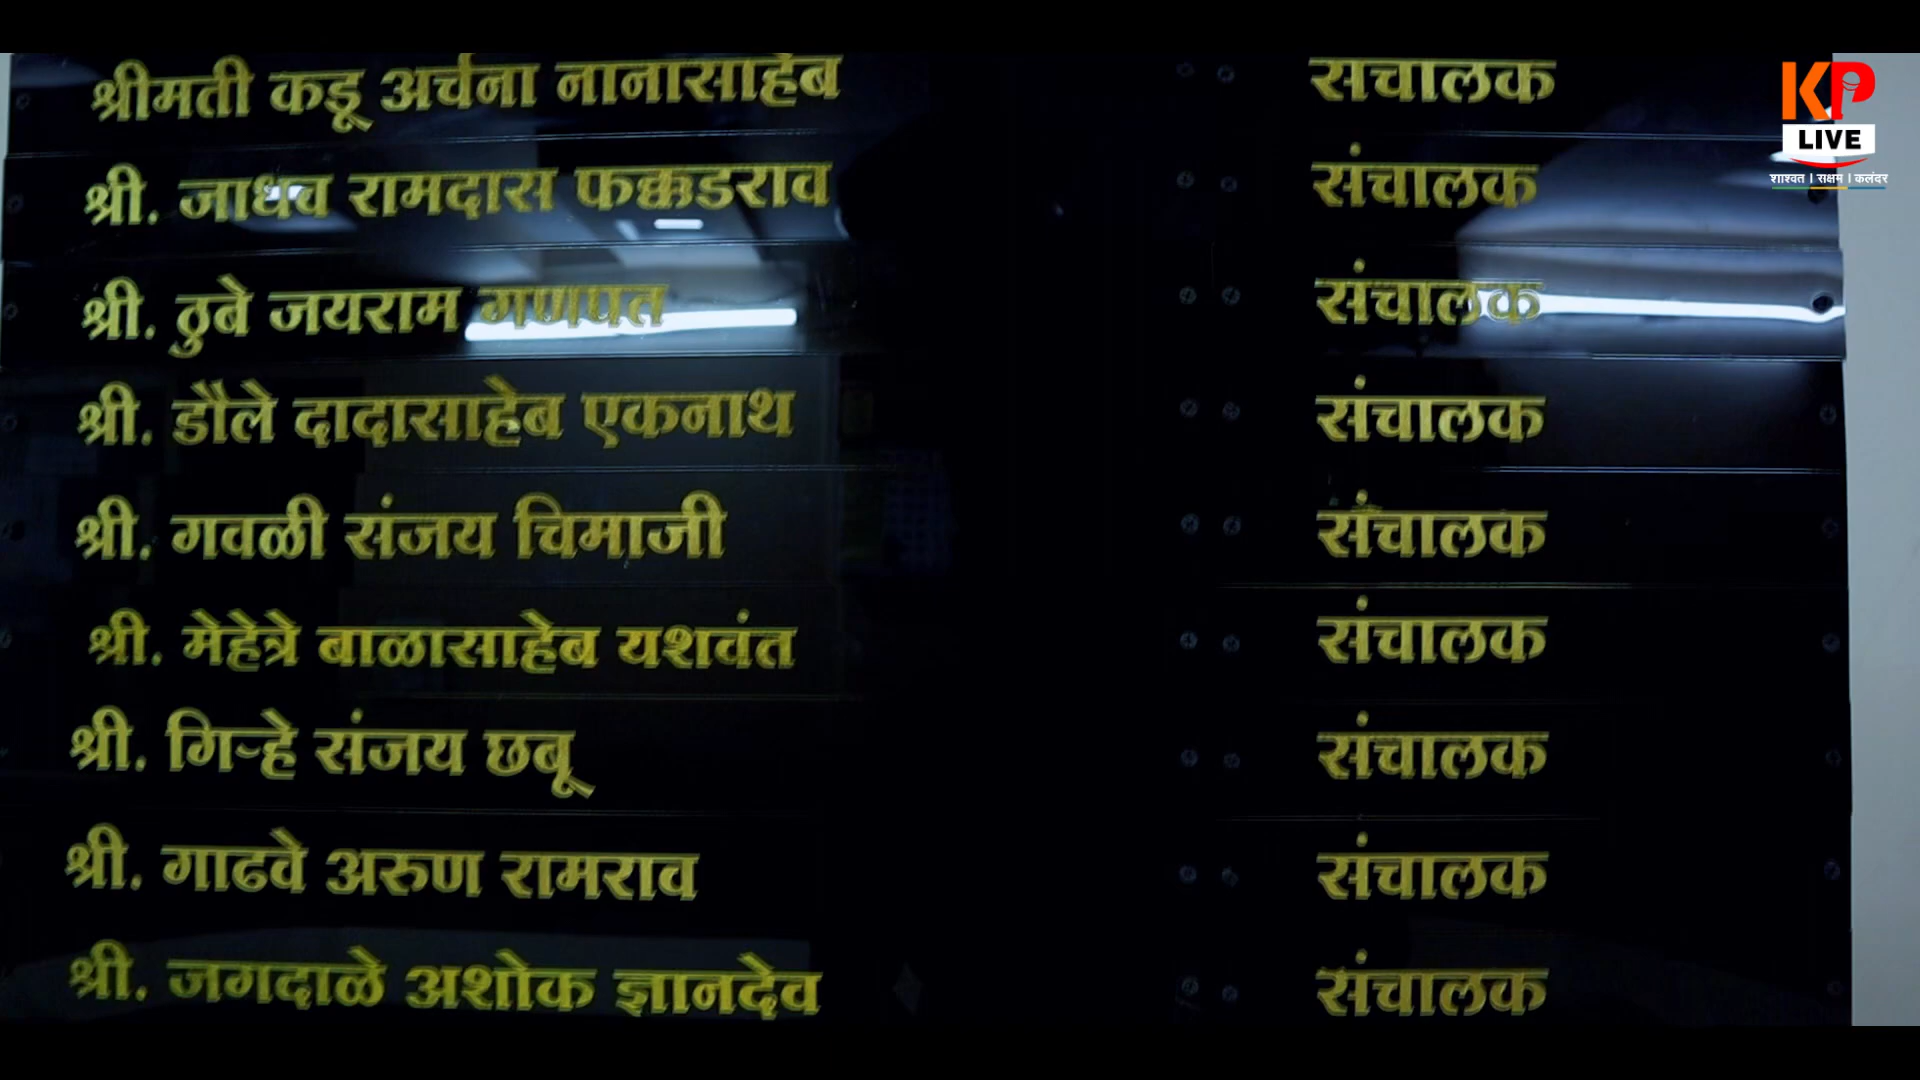 श्रीमती कडू अर्चना नानासाहेब संचालक
श्री. जाधव रामदास फक्कडराव संचालक
श्री. ठुबे जयराम गणपत संचालक
श्री. डौले दादासाहेब एकनाथ संचालक
श्री. गवळी संजय चिमाजी संचालक
श्री. मेहेत्रे बाळासाहेब यशवंत संचालक
श्री. गिऱ्हे संजय छबू संचालक
श्री. गाढवे अरुण रामराव संचालक
श्री. जगदाळे अशोक ज्ञानदेव संचालक
KP
LIVE
शाश्वत | सक्षम | कलंदर